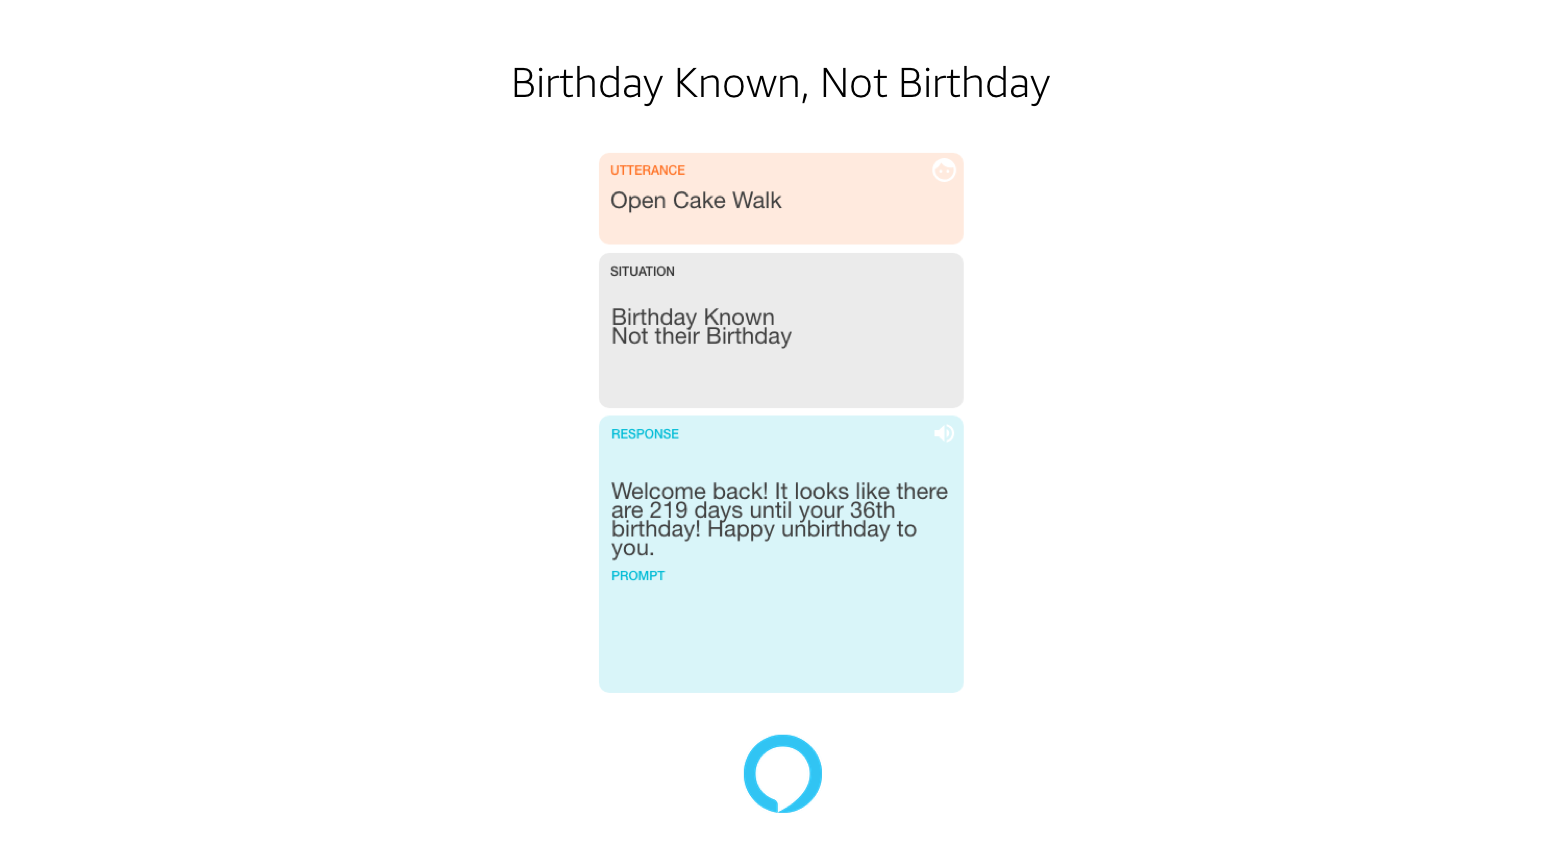 Birthday Known, Not Birthday
UTTERANCE
Open Cake Walk
SITUATION
Birthday Known
Not their Birthday
RESPONSE
Welcome back! It looks like there
are 219 days until your 36th
birthday! Happy unbirthday to
you.
PROMPT